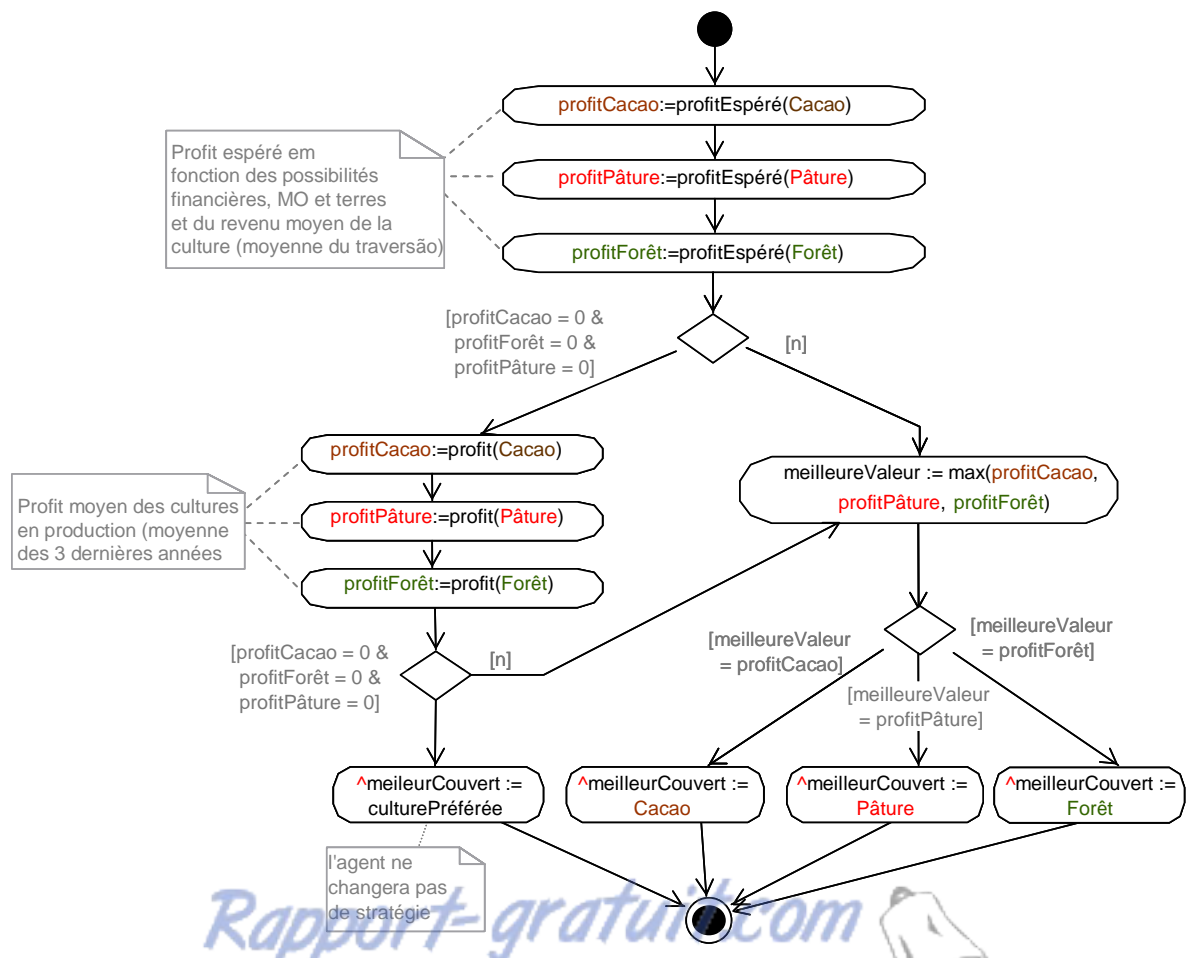 profitCacao:=profitEspéré(Cacao)
Profit espéré em
fonction des possibilités
financières, MO et terres
et du revenu moyen de la
culture (moyenne du traversão)
profitPâture:=profitEspéré(Pâture)
profitForêt:=profitEspéré(Forêt)
[profitCacao = 0 &
profitForêt = 0 &
profitPâture = 0]
[n]
profitCacao:=profit(Cacao)
Profit moyen des cultures
en production (moyenne
des 3 dernières années
profitPâture:=profit(Pâture)
profitForêt:=profit(Forêt)
meilleureValeur := max(profitCacao,
profitPâture, profitForêt)
[profitCacao = 0 &
profitForêt = 0 &
profitPâture = 0]
[n]
[meilleureValeur
= profitCacao]
[meilleureValeur
= profitPâture]
[meilleureValeur
= profitForêt]
^meileurCouvert :=
culturePréférée
^meilleurCouvert :=
Cacao
^meilleurCouvert :=
Pâture
^meilleurCouvert :=
Forêt
l'agent ne
changera pas
de stratégie
Rapport-gratuit.com